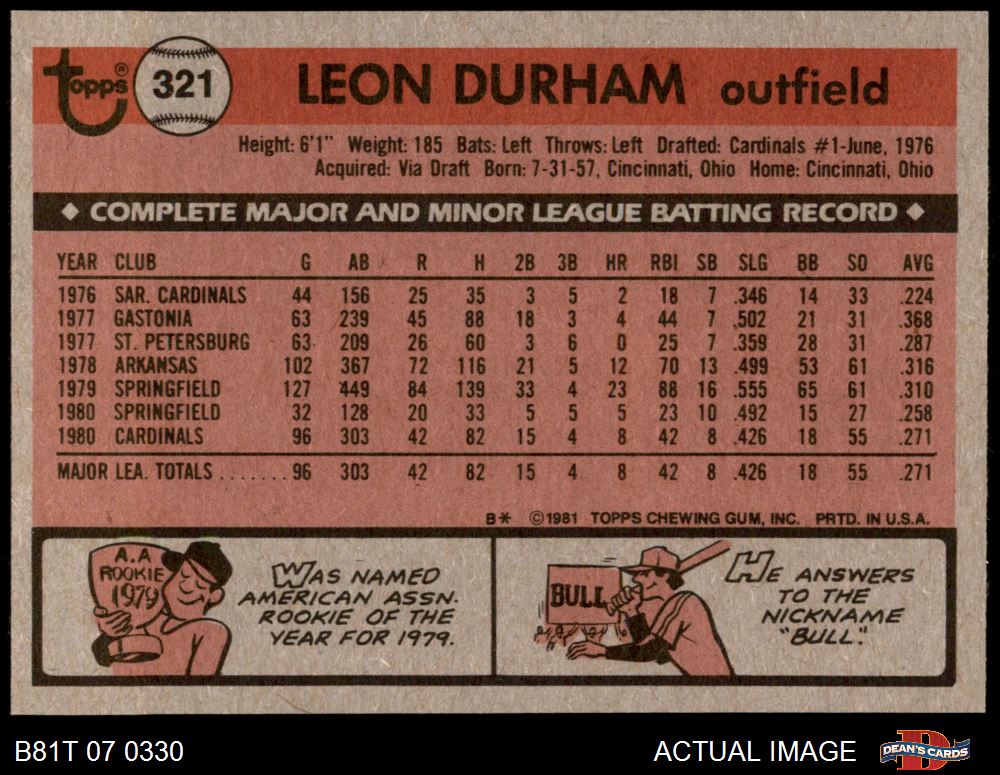 topps® 321 LEON DURHAM outfield
Height: 6'1" Weight: 185 Bats: Left Throws: Left Drafted: Cardinals #1-June, 1976
Acquired: Via Draft Born: 7-31-57, Cincinnati, Ohio Home: Cincinnati, Ohio
◆ COMPLETE MAJOR AND MINOR LEAGUE BATTING RECORD ◆
YEAR CLUB G AB R H 2B 3B HR RBI SB SLG BB SO AVG
1976 SAR. CARDINALS 44 156 25 35 3 5 2 18 7 .346 14 33 .224
1977 GASTONIA 63 239 45 88 18 3 4 44 7 .502 21 31 .368
1977 ST. PETERSBURG 63 209 26 60 3 6 0 25 7 .359 28 31 .287
1978 ARKANSAS 102 367 72 116 21 5 12 70 13 .499 53 61 .316
1979 SPRINGFIELD 127 449 84 139 33 4 23 88 16 .555 65 61 .310
1980 SPRINGFIELD 32 128 20 33 5 5 5 23 10 .492 15 27 .258
1980 CARDINALS 96 303 42 82 15 4 8 42 8 .426 18 55 .271
MAJOR LEA. TOTALS ....... 96 303 42 82 15 4 8 42 8 .426 18 55 .271
B* ©1981 TOPPS CHEWING GUM, INC. PRTD. IN U.S.A.
A.A
ROOKIE
1979
WAS NAMED
AMERICAN ASSN.
ROOKIE OF THE
YEAR FOR 1979.
BULL
HE ANSWERS
TO THE
NICKNAME
"BULL."
B81T 07 0330 ACTUAL IMAGE DEAN'S CARDS